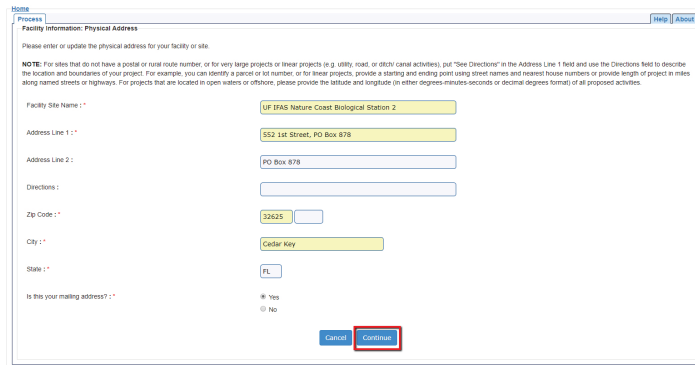 Home
Process
Help
About
Facility Information: Physical Address
Please enter or update the physical address for your facility or site.
NOTE: For sites that do not have a postal or rural route number, or for very large projects or linear projects (e.g. utility, road, or ditch/ canal activities), put "See Directions" in the Address Line 1 field and use the Directions field to describe
the location and boundaries of your project. For example, you can identify a parcel or lot number, or for linear projects, provide a starting and ending point using street names and nearest house numbers or provide length of project in miles
along named streets or highways. For projects that are located in open waters or offshore, please provide the latitude and longitude (in either degrees-minutes-seconds or decimal degrees format) of all proposed activities.
Facility Site Name : *
UF IFAS Nature Coast Biological Station 2
Address Line 1 : *
552 1st Street, PO Box 878
Address Line 2 :
PO Box 878
Directions :
Zip Code : *
32625
City : *
Cedar Key
State : *
FL
Is this your mailing address? : *
Yes
No
Cancel
Continue